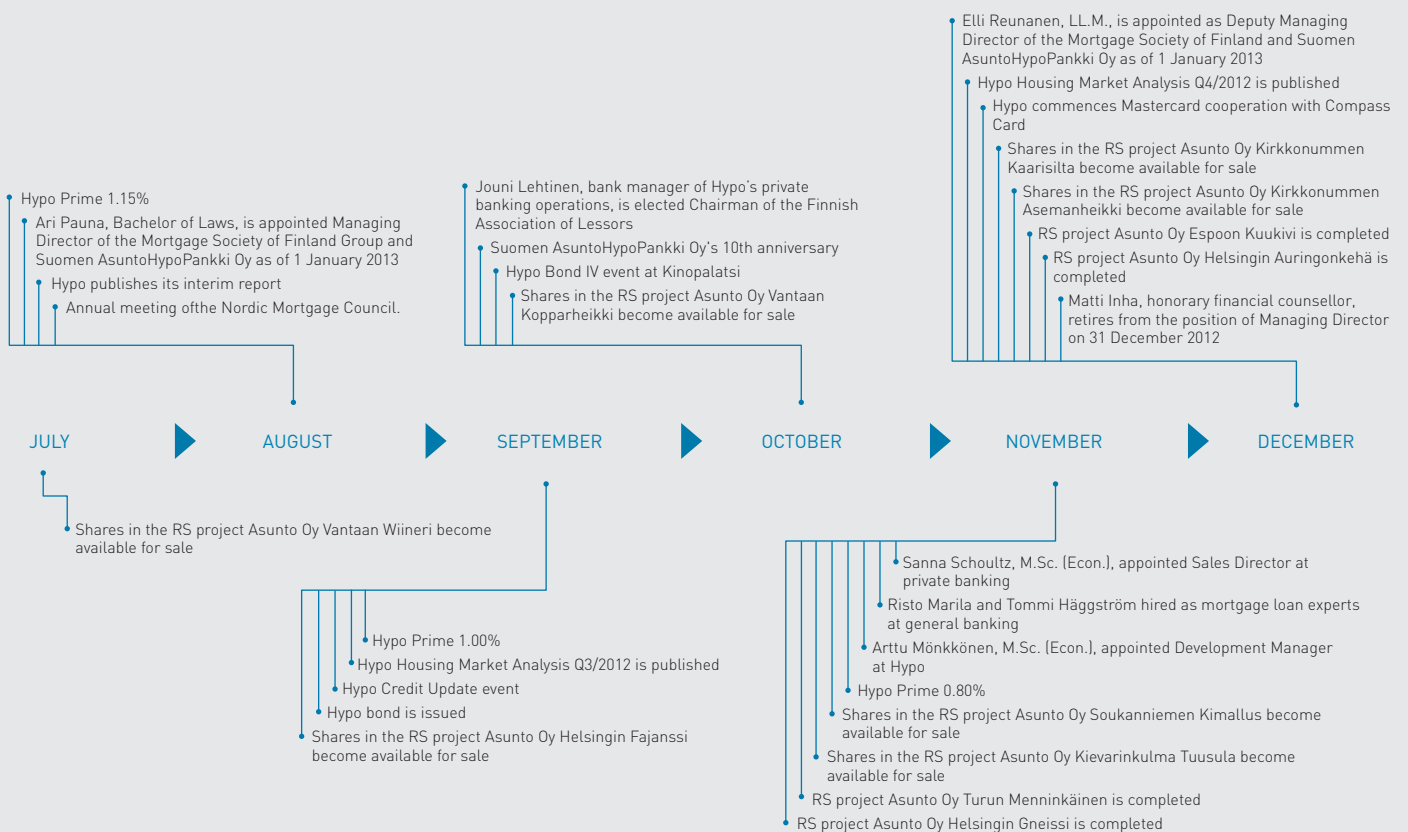 Hypo Prime 1.15%
Ari Pauna, Bachelor of Laws, is appointed Managing
Director of the Mortgage Society of Finland Group and
Suomen AsuntoHypoPankki Oy as of 1 January 2013
Hypo publishes its interim report
Annual meeting ofthe Nordic Mortgage Council.
Jouni Lehtinen, bank manager of Hypo's private
banking operations, is elected Chairman of the Finnish
Association of Lessors
Suomen AsuntoHypoPankki Oy's 10th anniversary
Hypo Bond IV event at Kinopalatsi
Shares in the RS project Asunto Oy Vantaan
Kopparheikki become available for sale
Elli Reunanen, LL.M., is appointed as Deputy Managing
Director of the Mortgage Society of Finland and Suomen
AsuntoHypoPankki Oy as of 1 January 2013
Hypo Housing Market Analysis Q4/2012 is published
Hypo commences Mastercard cooperation with Compass
Card
Shares in the RS project Asunto Oy Kirkkonummen
Kaarisilta become available for sale
Shares in the RS project Asunto Oy Kirkkonummen
Asemanheikki become available for sale
RS project Asunto Oy Espoon Kuukivi is completed
RS project Asunto Oy Helsingin Auringonkehä is
completed
Matti Inha, honorary financial counsellor,
retires from the position of Managing Director
on 31 December 2012
JULY
AUGUST
SEPTEMBER
OCTOBER
NOVEMBER
DECEMBER
Shares in the RS project Asunto Oy Vantaan Wiineri become
available for sale
Hypo Prime 1.00%
Hypo Housing Market Analysis Q3/2012 is published
Hypo Credit Update event
Hypo bond is issued
Shares in the RS project Asunto Oy Helsingin Fajanssi
become available for sale
Sanna Schoultz, M.Sc. (Econ.), appointed Sales Director at
private banking
Risto Marila and Tommi Häggström hired as mortgage loan experts
at general banking
Arttu Mönkkönen, M.Sc. (Econ.), appointed Development Manager
at Hypo
Hypo Prime 0.80%
Shares in the RS project Asunto Oy Soukanniemen Kimallus become
available for sale
Shares in the RS project Asunto Oy Kievarinkulma Tuusula become
available for sale
RS project Asunto Oy Turun Menninkäinen is completed
RS project Asunto Oy Helsingin Gneissi is completed